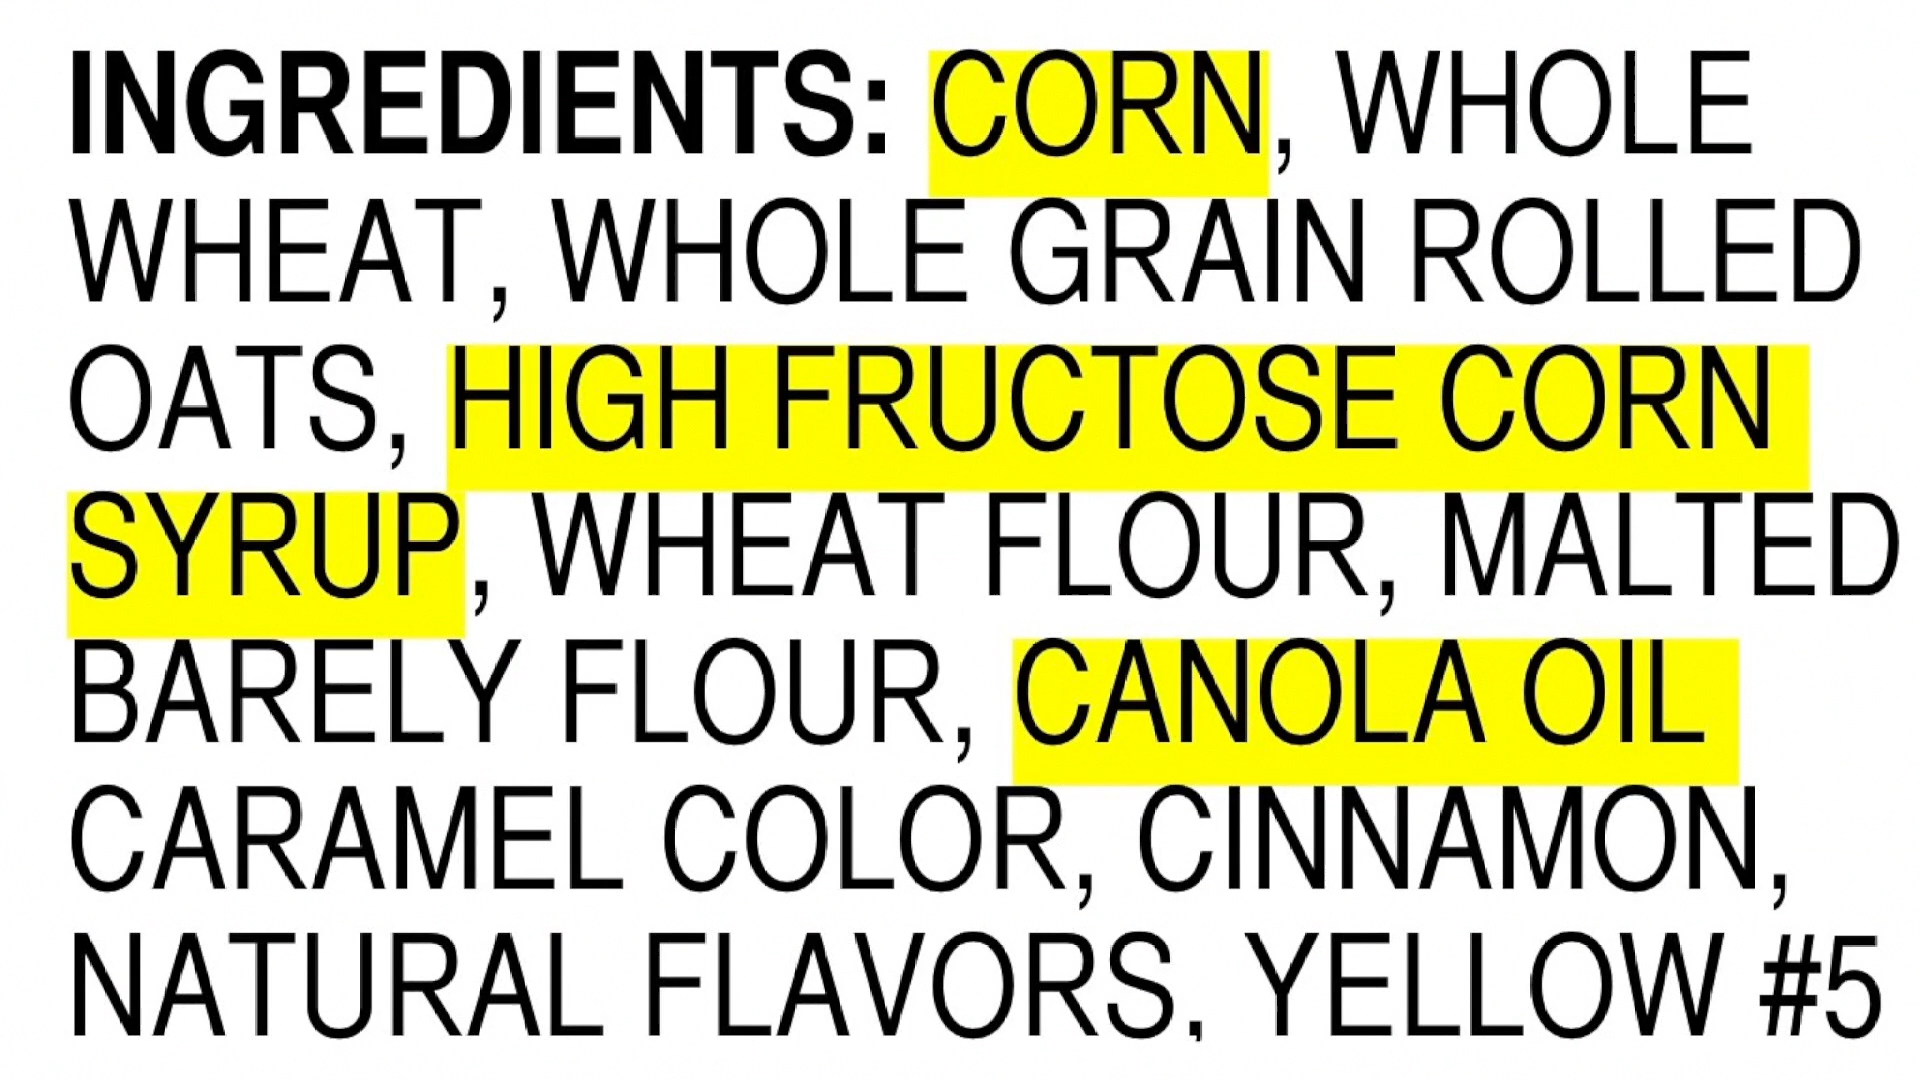 INGREDIENTS: CORN, WHOLE
WHEAT, WHOLE GRAIN ROLLED
OATS, HIGH FRUCTOSE CORN
SYRUP, WHEAT FLOUR, MALTED
BARELY FLOUR, CANOLA OIL
CARAMEL COLOR, CINNAMON,
NATURAL FLAVORS, YELLOW #5